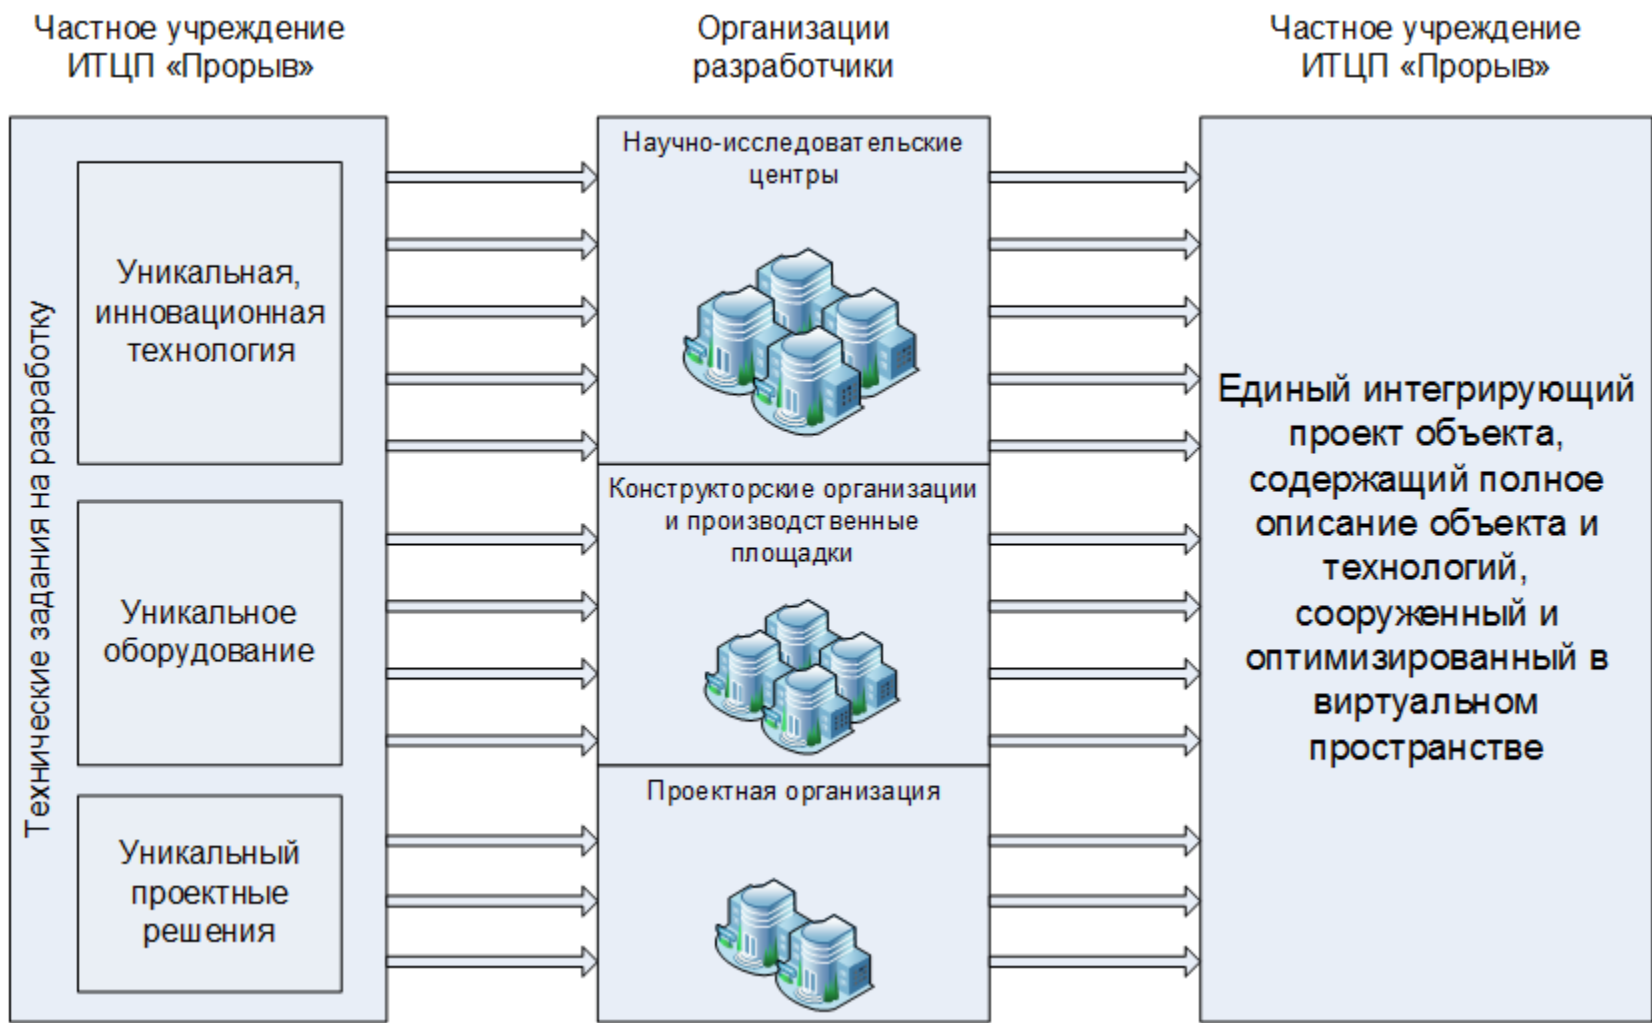 Частное учреждение
ИТЦП «Прорыв»
Организации
разработчики
Частное учреждение
ИТЦП «Прорыв»
Технические задания на разработку
Уникальная,
инновационная
технология
Уникальное
оборудование
Уникальный
проектные
решения
Научно-исследовательские
центры
Конструкторские организации
и производственные
площадки
Проектная организация
Единый интегрирующий
проект объекта,
содержащий полное
описание объекта и
технологий,
сооруженный и
оптимизированный в
виртуальном
пространстве